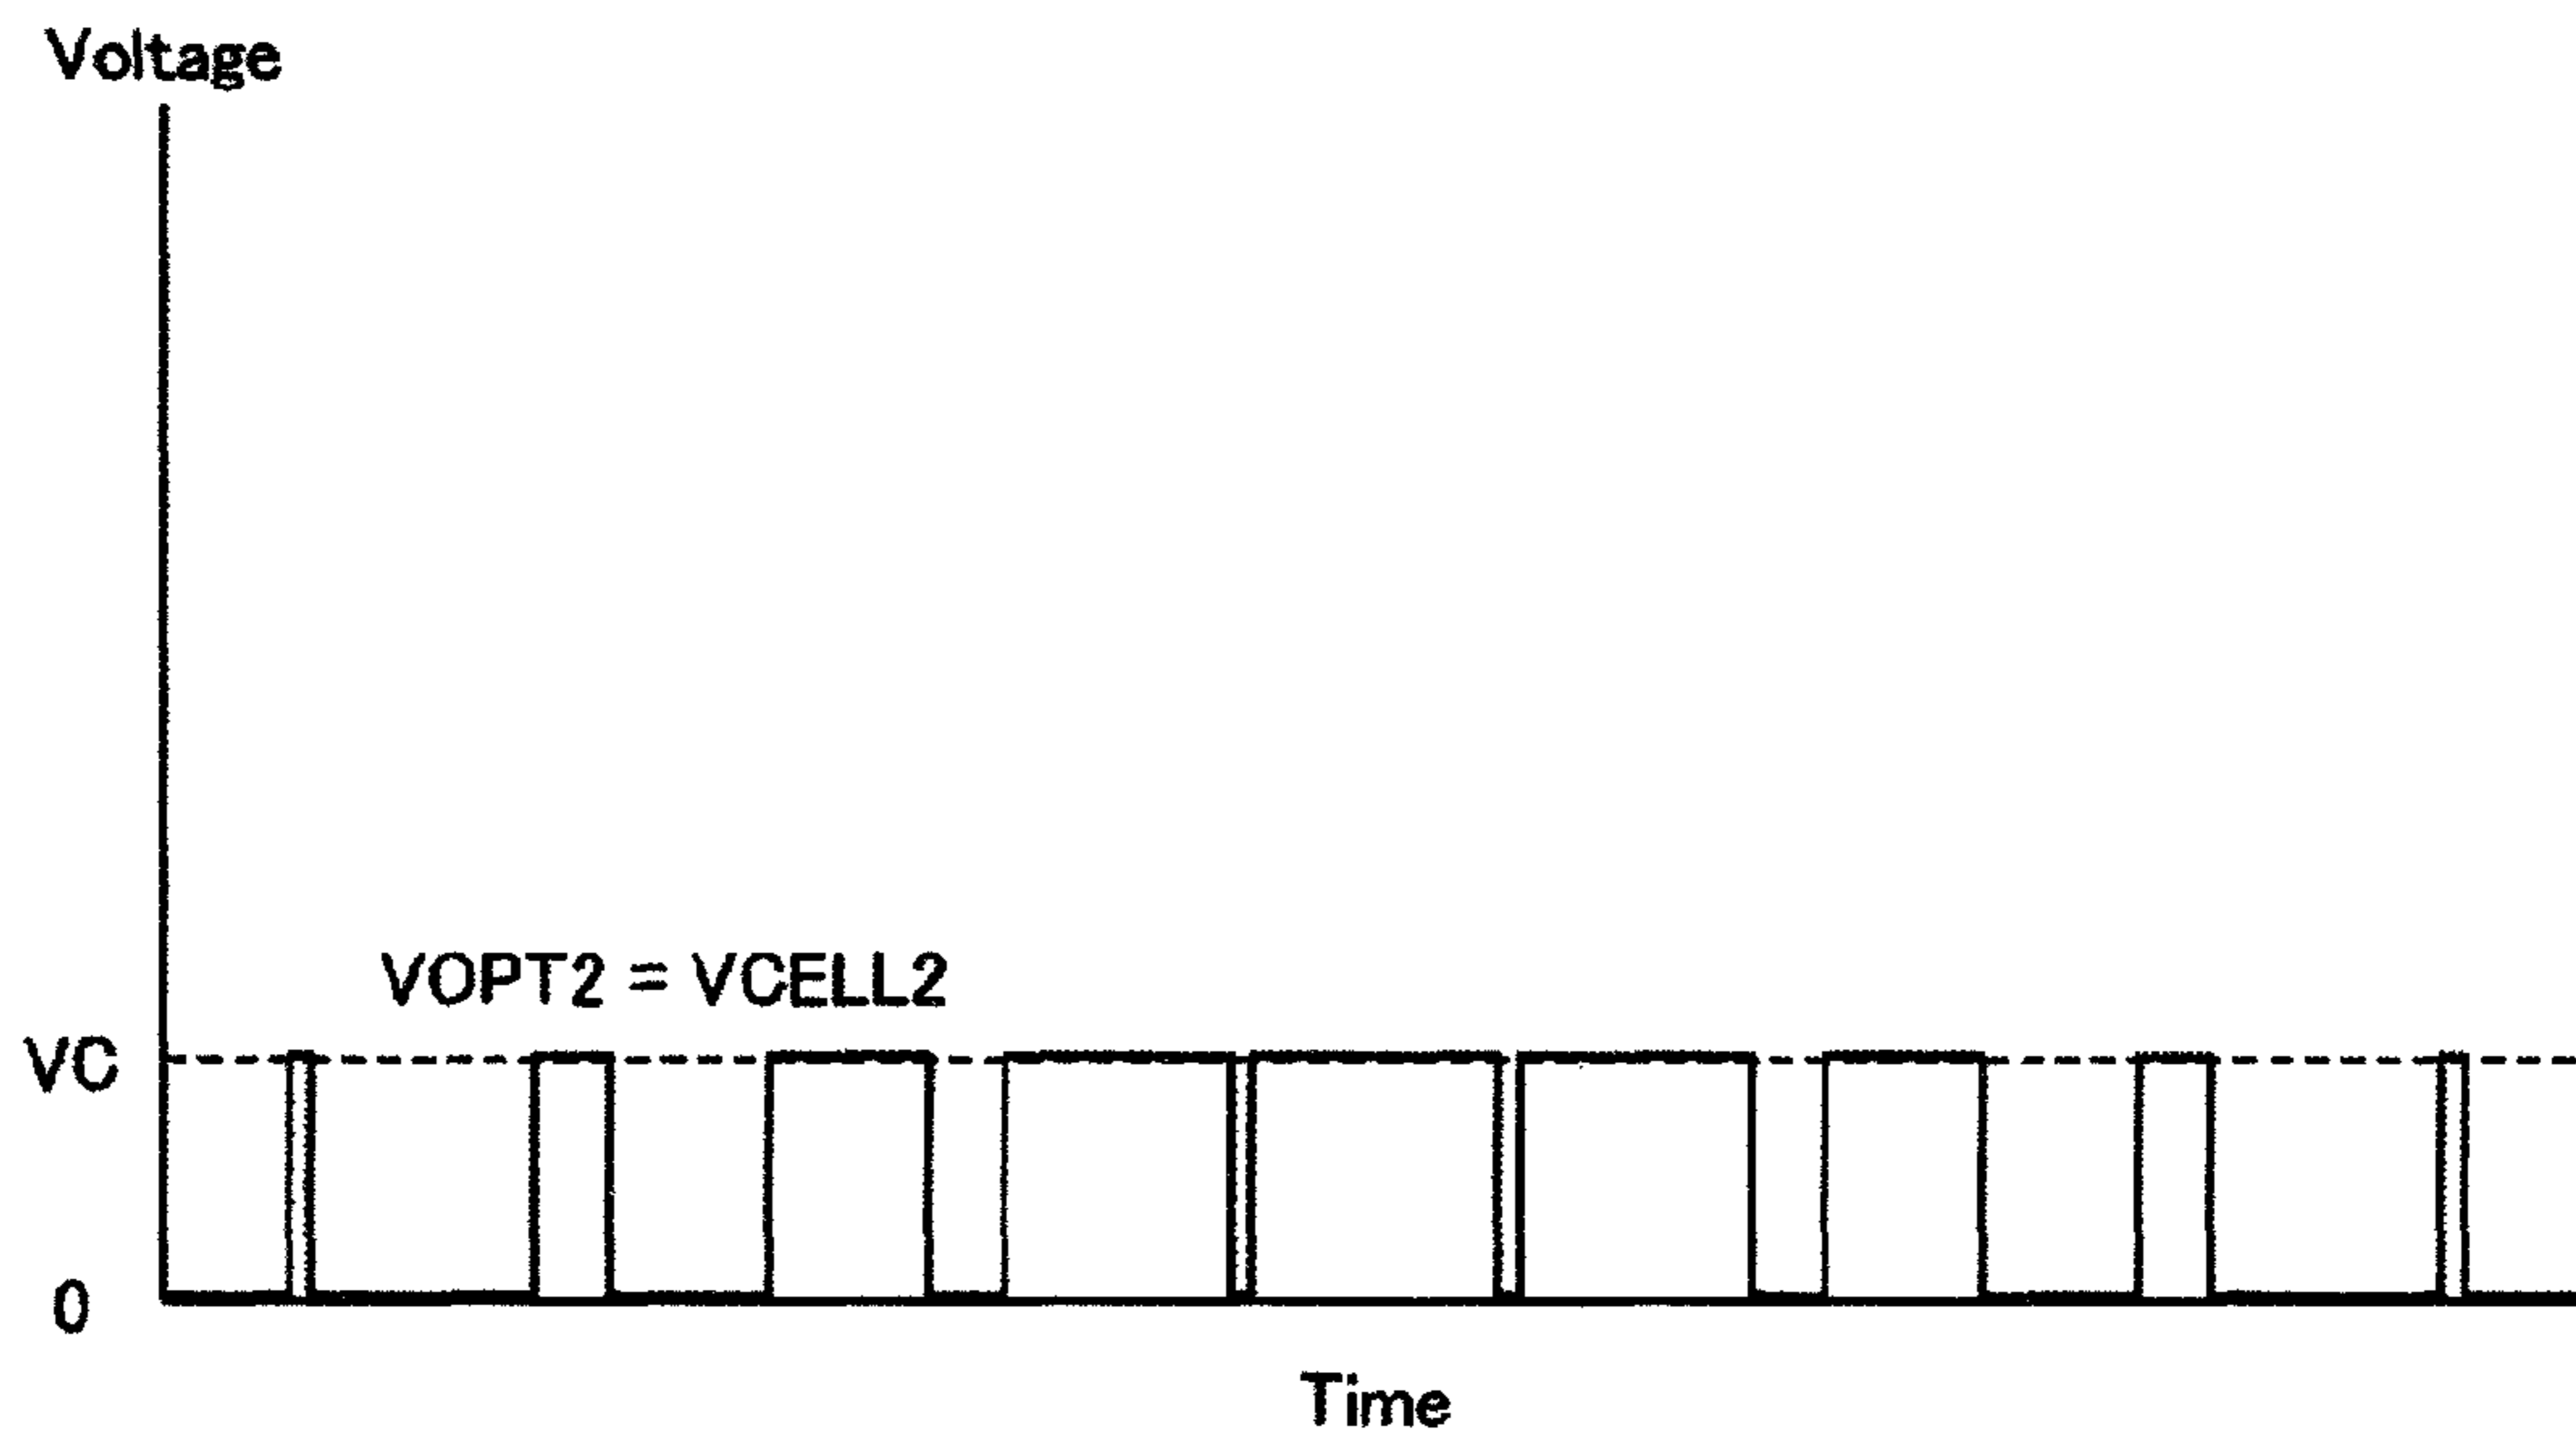 Voltage
VOPT2 = VCELL2
VC
0
Time